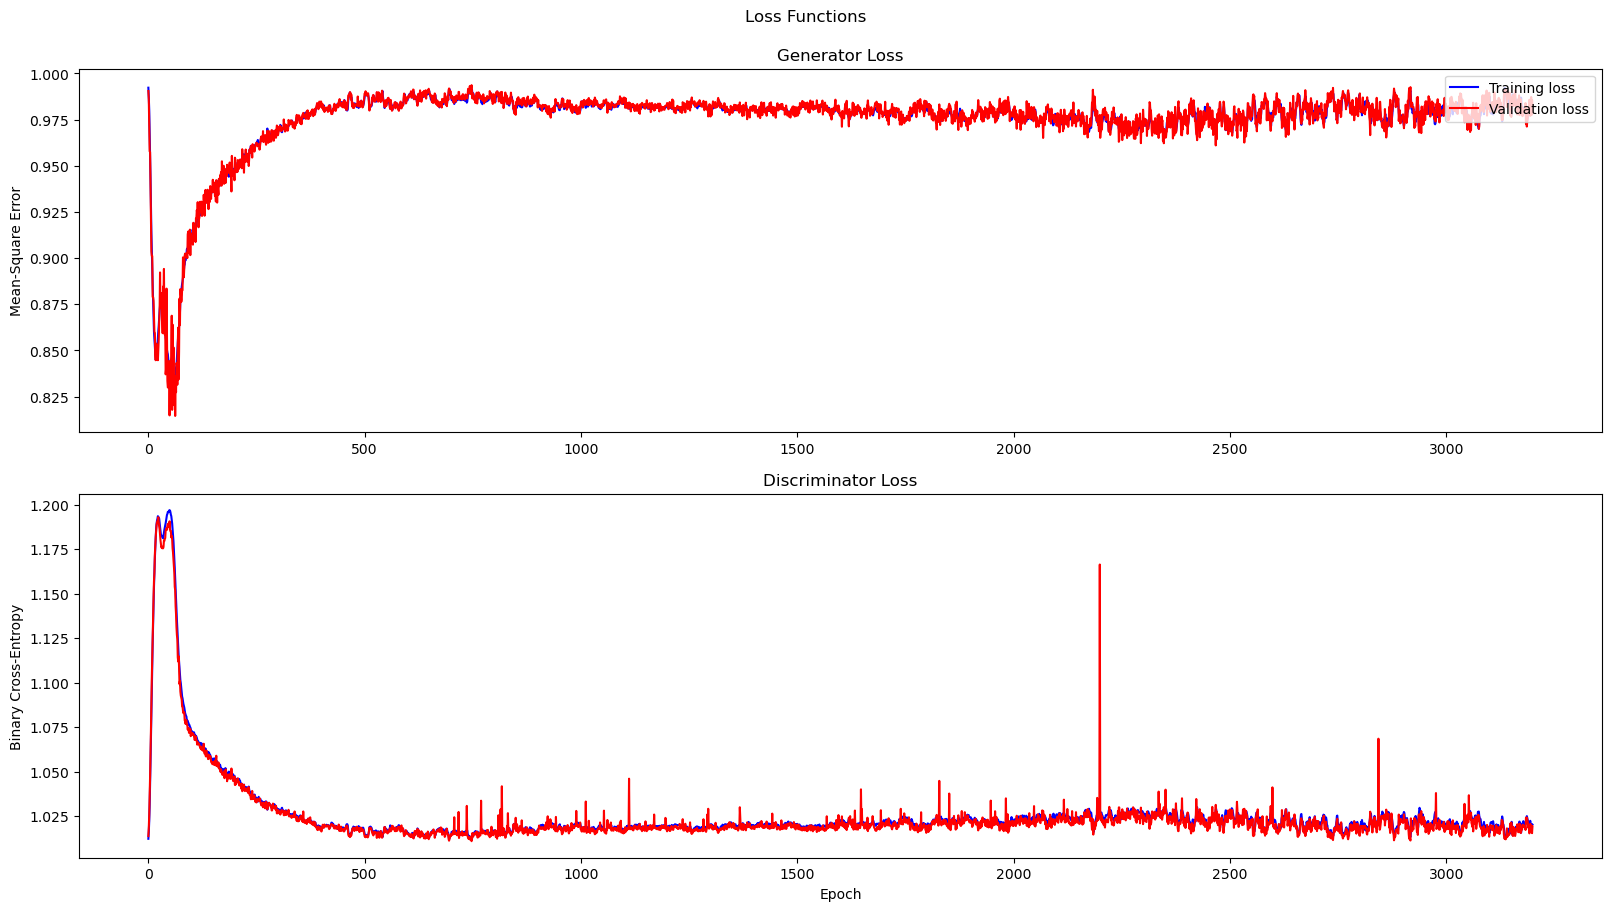 Loss Functions
Generator Loss
Mean-Square Error
1.000
0.975
0.950
0.925
0.900
0.875
0.850
0.825
Training loss
Validation loss
0 500 1000 1500 2000 2500 3000
Discriminator Loss
Binary Cross-Entropy
1.200
1.175
1.150
1.125
1.100
1.075
1.050
1.025
0 500 1000 1500 2000 2500 3000
Epoch